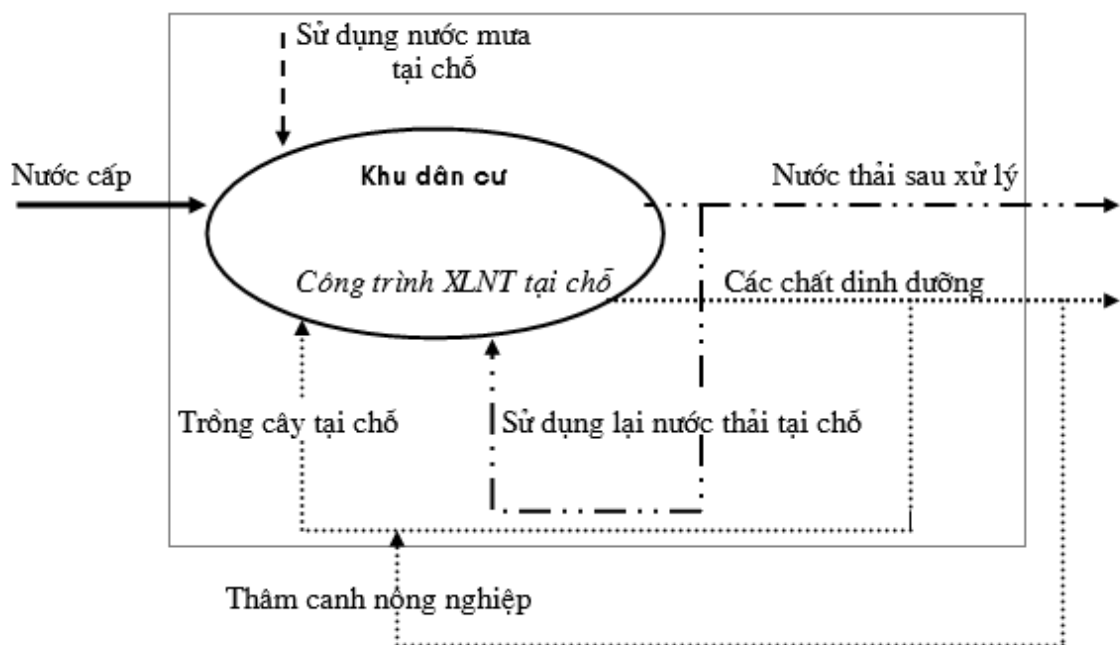 Sử dụng nước mưa
tại chỗ
Nước cấp
Khu dân cư
Nước thải sau xử lý
Công trình XLNT tại chỗ
Các chất dinh dưỡng
Trồng cây tại chỗ
Sử dụng lại nước thải tại chỗ
Thâm canh nông nghiệp